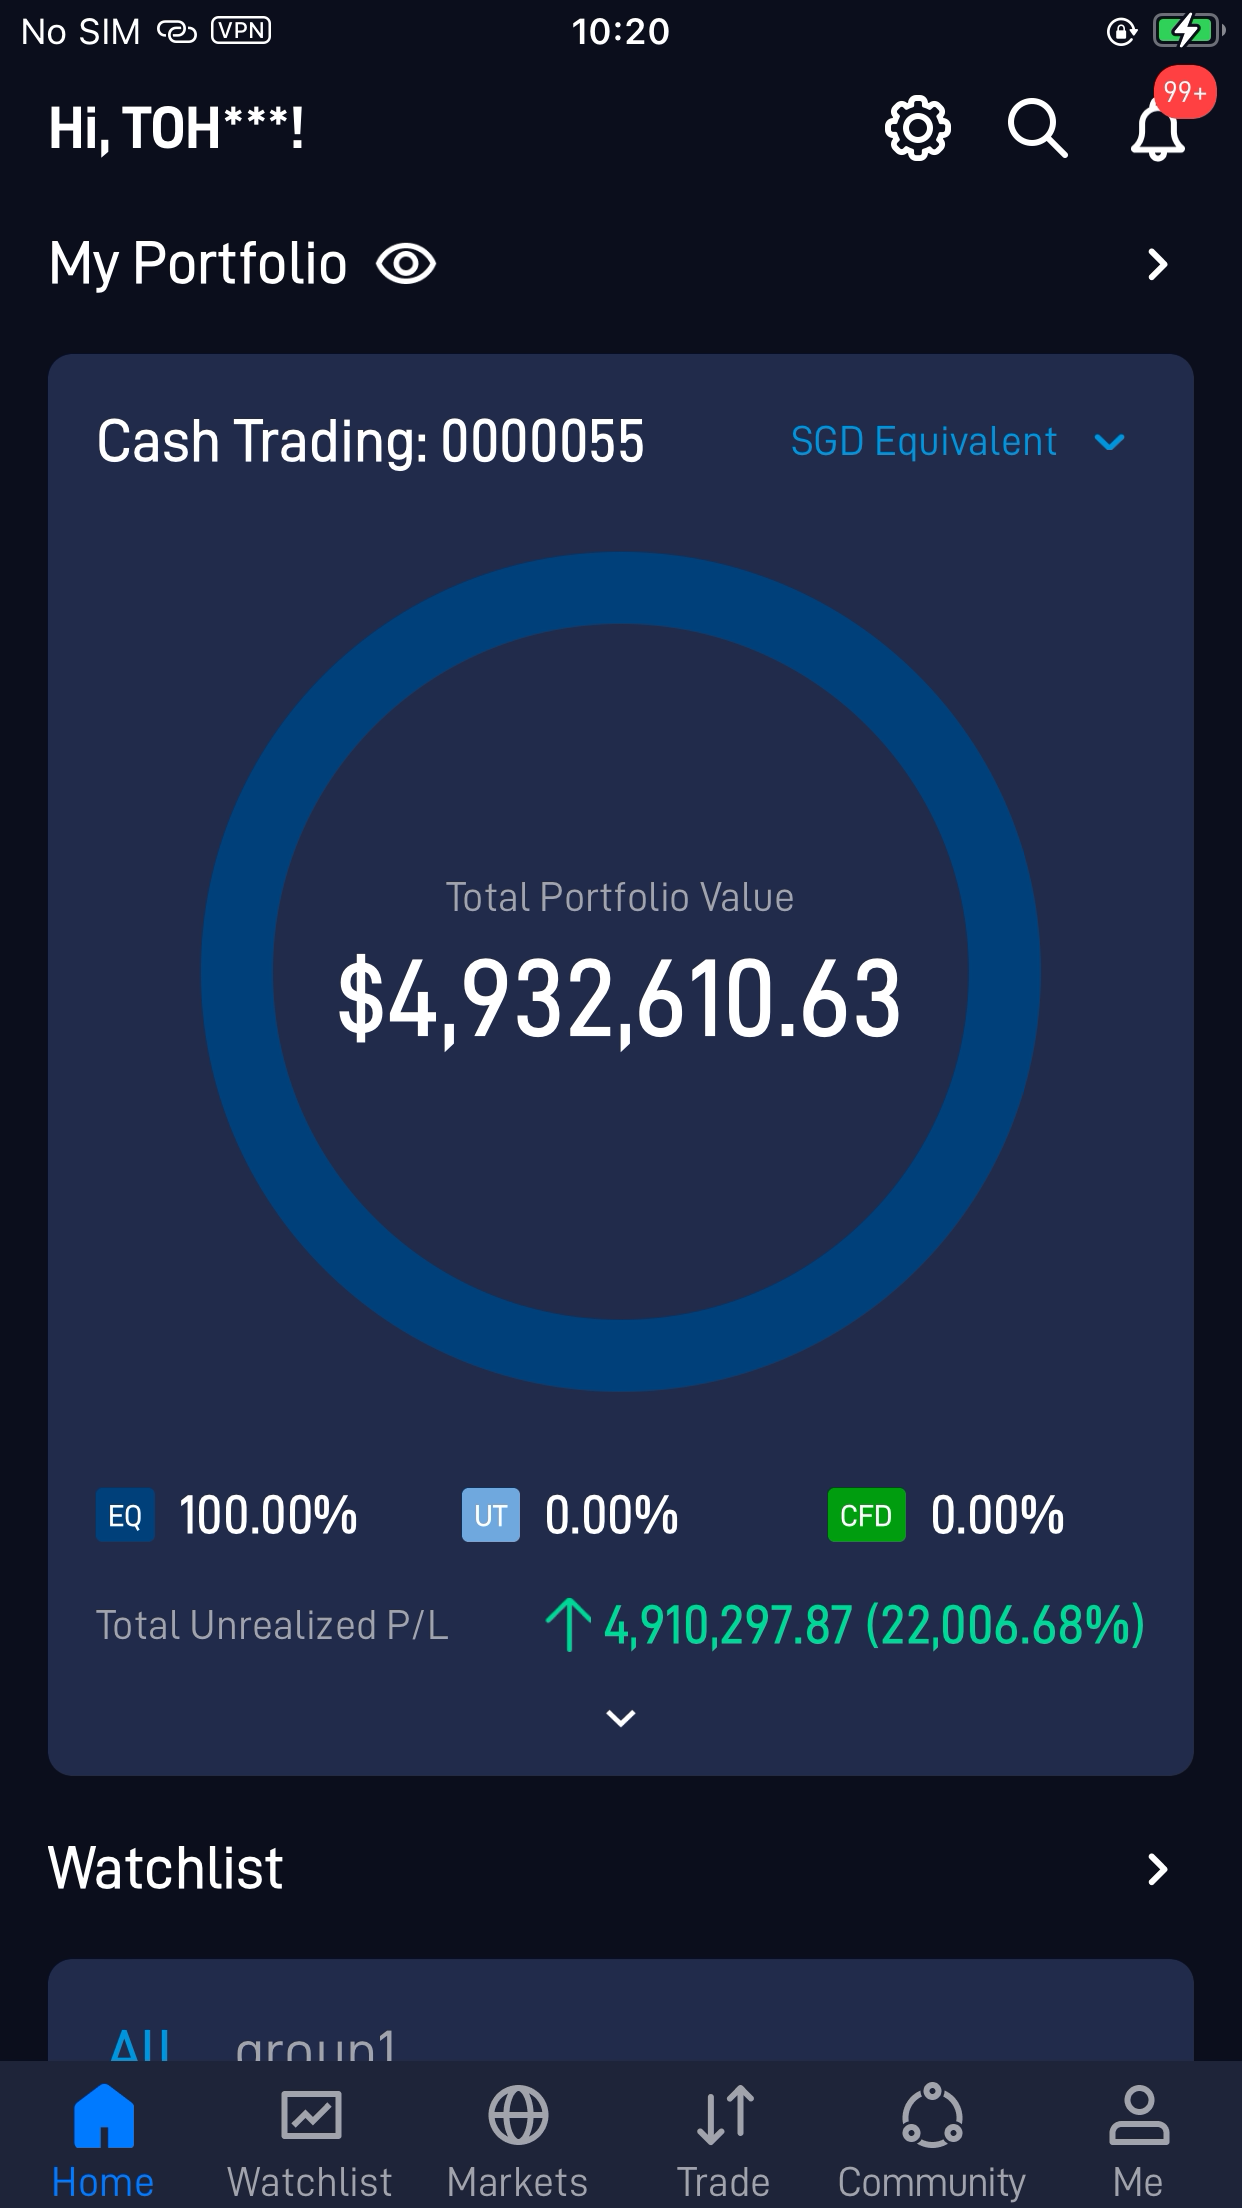 No SIM VPN 10:20
99+
Hi, TOH***!
My Portfolio
Cash Trading: 0000055 SGD Equivalent
Total Portfolio Value
$4,932,610.63
EQ 100.00% UT 0.00% CFD 0.00%
Total Unrealized P/L 4,910,297.87 (22,006.68%)
Watchlist
All group1
Home Watchlist Markets Trade Community Me